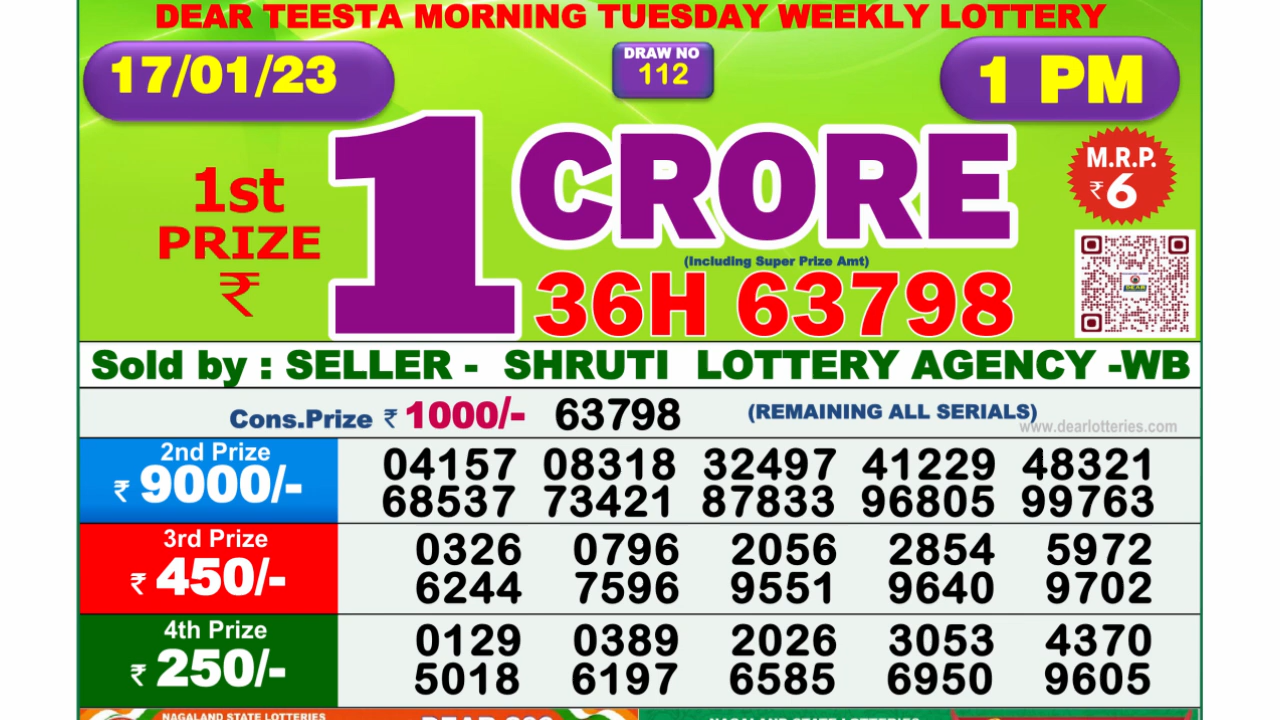 DEAR TEESTA MORNING TUESDAY WEEKLY LOTTERY
17/01/23
DRAW NO
112
1 PM
1st
PRIZE
₹
1 CRORE
(Including Super Prize Amt)
36H 63798
M.R.P.
₹6
Sold by : SELLER - SHRUTI LOTTERY AGENCY -WB
Cons.Prize ₹ 1000/- 63798 (REMAINING ALL SERIALS)
www.dearlotteries.com
2nd Prize
₹ 9000/-
04157 08318 32497 41229 48321
68537 73421 87833 96805 99763
3rd Prize
₹ 450/-
0326 0796 2056 2854 5972
6244 7596 9551 9640 9702
4th Prize
₹ 250/-
0129 0389 2026 3053 4370
5018 6197 6585 6950 9605
NAGALAND STATE LOTTERIES